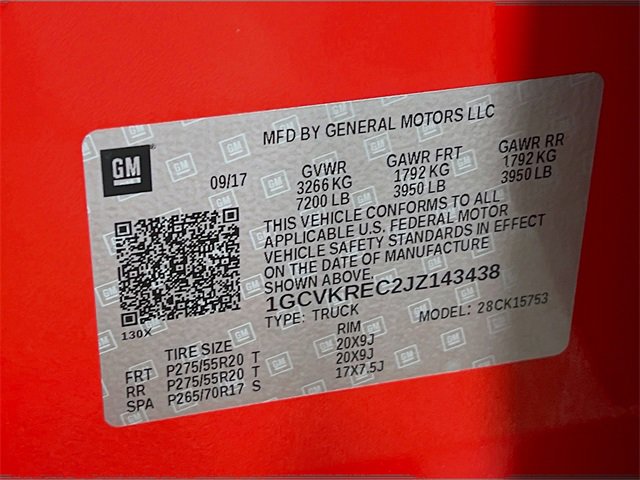 MFD BY GENERAL MOTORS LLC
GM
09/17
GVWR GAWR FRT GAWR RR
3266 KG 1792 KG 1792 KG
7200 LB 3950 LB 3950 LB
THIS VEHICLE CONFORMS TO ALL
APPLICABLE U.S. FEDERAL MOTOR
VEHICLE SAFETY STANDARDS IN EFFECT
ON THE DATE OF MANUFACTURE
SHOWN ABOVE.
1GCVKREC2JZ143438
TYPE: TRUCK MODEL: 28CK15753
130X
TIRE SIZE RIM
FRT P275/55R20 T 20X9J
RR P275/55R20 T 20X9J
SPA P265/70R17 S 17X7.5J